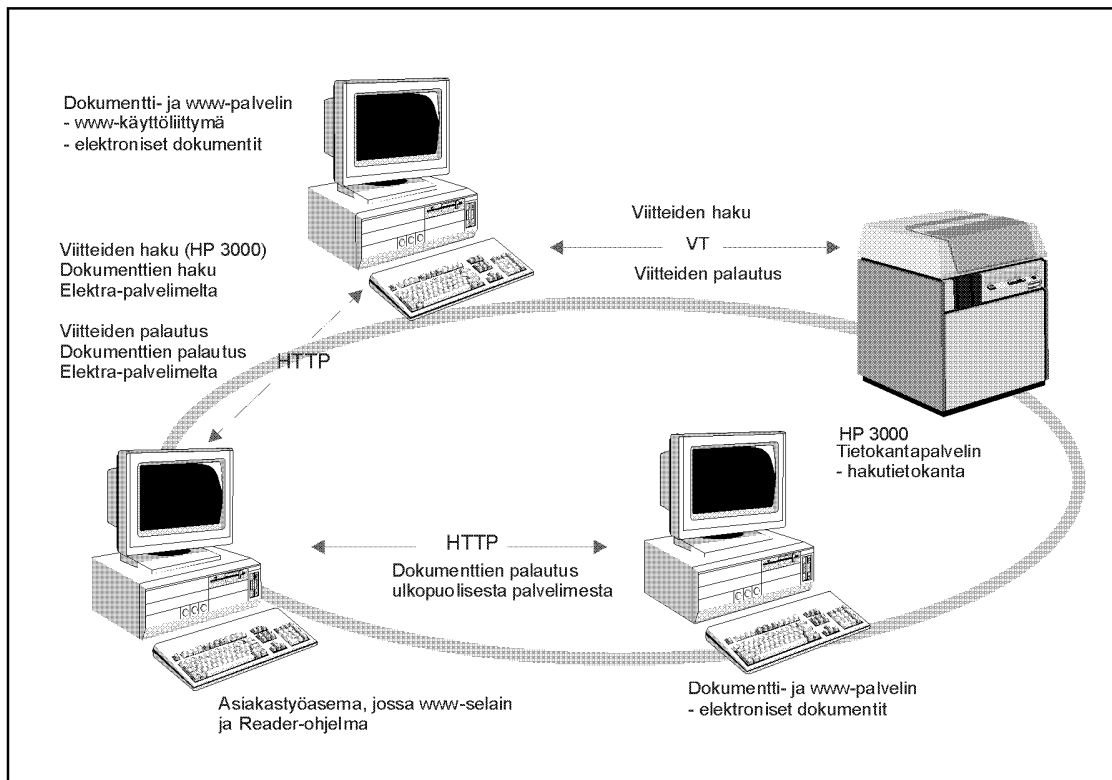 Dokumentti- ja www-palvelin
- www-käyttöliittymä
- elektroniset dokumentit
Viitteiden haku
VT
Viitteiden palautus
Viitteiden haku (HP 3000)
Dokumenttien haku
Elektra-palvelimelta
Viitteiden palautus
Dokumenttien palautus
Elektra-palvelimelta
HTTP
HP 3000
Tietokantapalvelin
- hakutietokanta
HTTP
Dokumenttien palautus
ulkopuolisesta palvelimesta
Asiakastyöasema, jossa www-selain
ja Reader-ohjelma
Dokumentti- ja www-palvelin
- elektroniset dokumentit